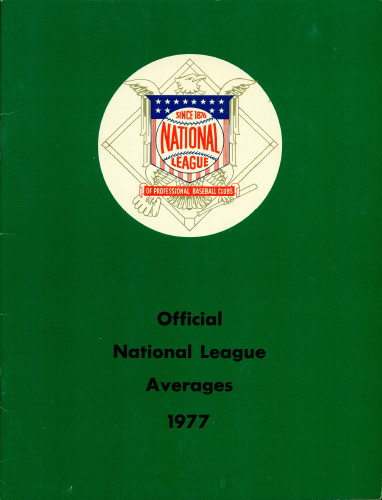 SINCE 1876
NATIONAL
LEAGUE
OF PROFESSIONAL BASEBALL CLUBS
Official
National League
Averages
1977